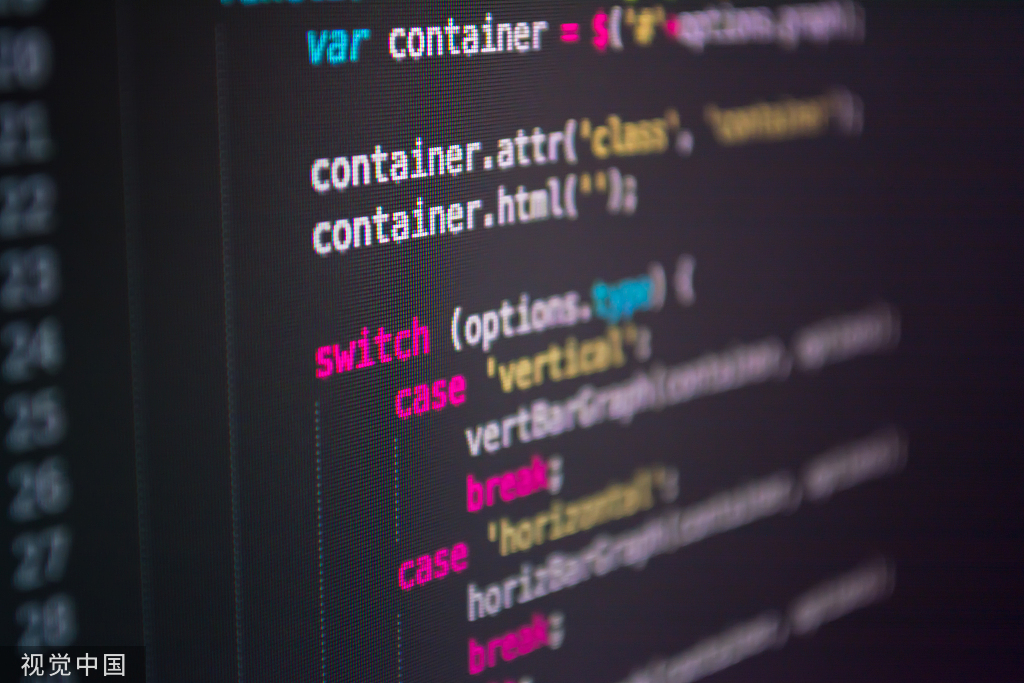 20
var container = $('#'+options.graph);
21
22
container.attr('class', 'container');
23
container.html('');
24
switch (options.type) {
25
case 'vertical':
26
vertBarGraph(container, options);
27
break;
28
case 'horizontal':
horizBarGraph(container, options);
break;
(container, options);
视觉中国